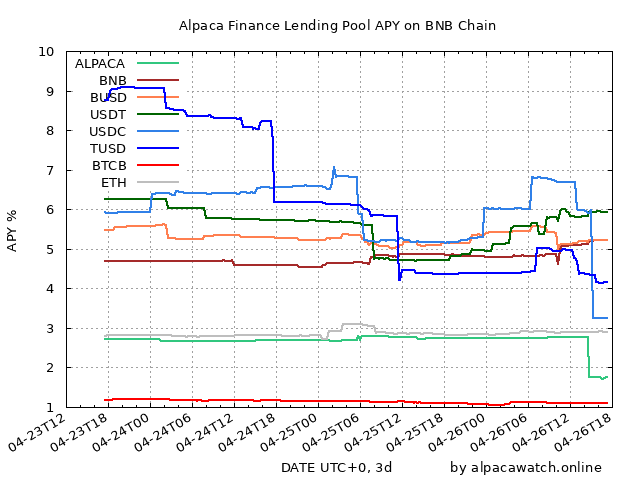 Alpaca Finance Lending Pool APY on BNB Chain
10
9
8
7
6
5
4
3
2
1
APY %
ALPACA
BNB
BUSD
USDT
USDC
TUSD
BTCB
ETH
04-23T12
04-23T18
04-24T00
04-24T06
04-24T12
04-24T18
04-25T00
04-25T06
04-25T12
04-25T18
04-26T00
04-26T06
04-26T12
04-26T18
DATE UTC+0, 3d
by alpacawatch.online